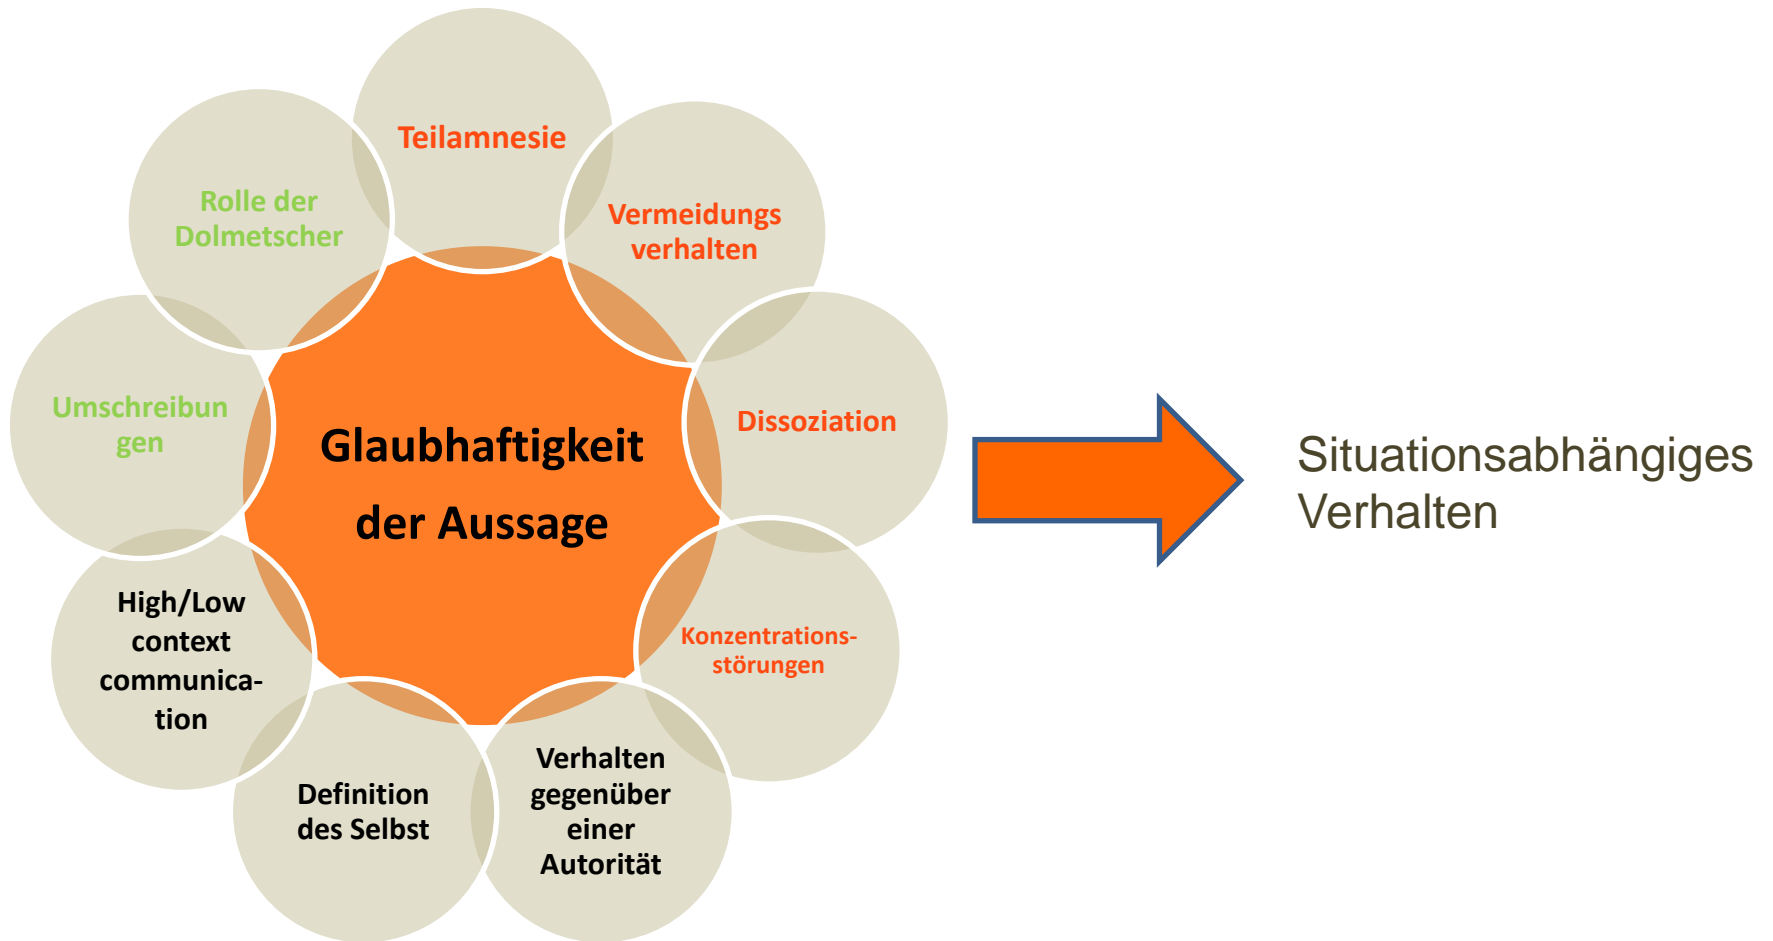 Teilamnesie
Vermeidungs
verhalten
Dissoziation
Konzentrations-
störungen
Verhalten
gegenüber
einer
Autorität
Definition
des Selbst
High/Low
context
communica-
tion
Umschreibun
gen
Rolle der
Dolmetscher
Glaubhaftigkeit
der Aussage
Situationsabhängiges
Verhalten